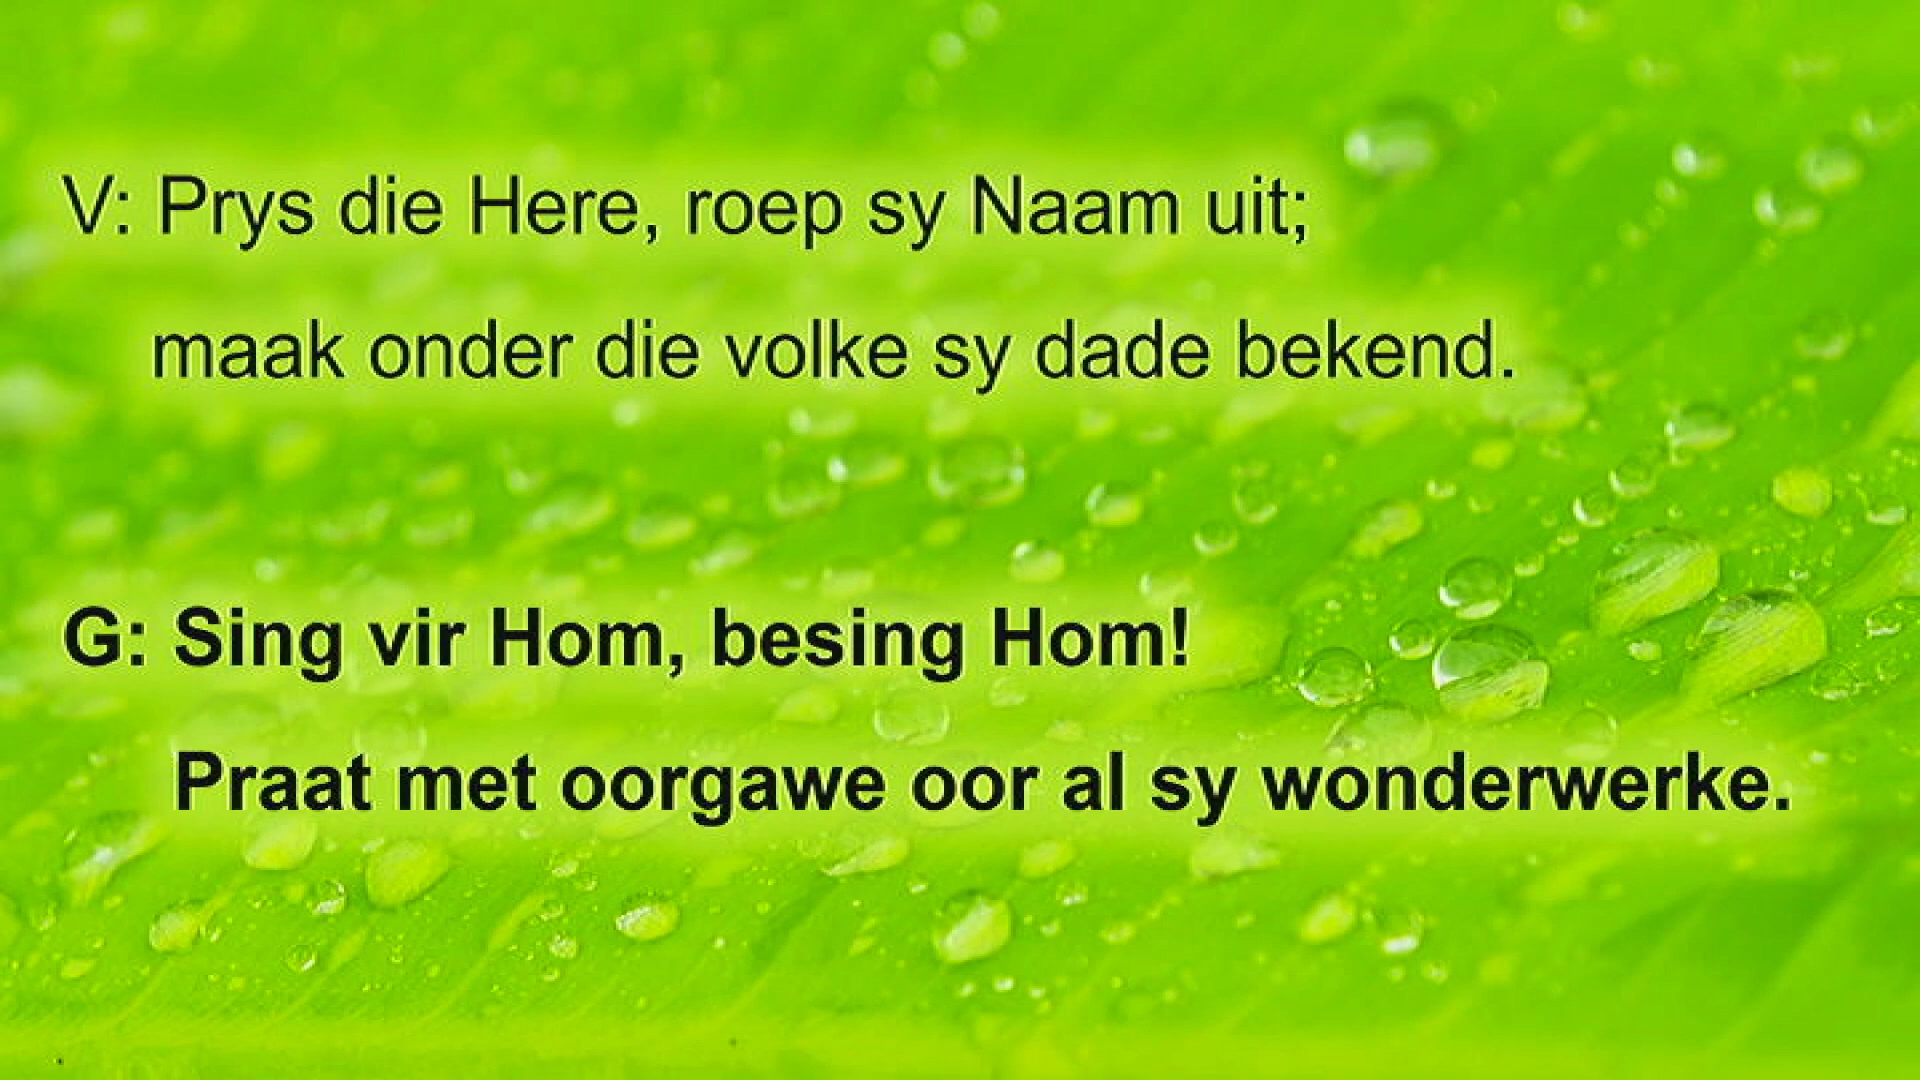 V: Prys die Here, roep sy Naam uit;
maak onder die volke sy dade bekend.
G: Sing vir Hom, besing Hom!
Praat met oorgawe oor al sy wonderwerke.